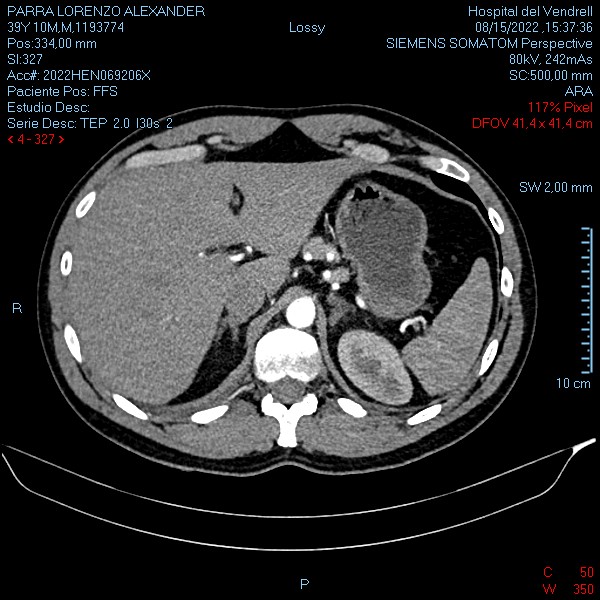 PARRA LORENZO ALEXANDER
39Y 10M,M,1193774
Pos:334,00 mm
SI:327
Acc#: 2022HEN069206X
Paciente Pos: FFS
Estudio Desc:
Serie Desc: TEP 2.0 I30s 2
< 4 - 327 >
Lossy
Hospital del Vendrell
08/15/2022 ,15:37:36
SIEMENS SOMATOM Perspective
80kV, 242mAs
SC:500,00 mm
ARA
117% Pixel
DFOV 41,4 x 41,4 cm
SW 2,00 mm
R
10 cm
P
C 50
W 350